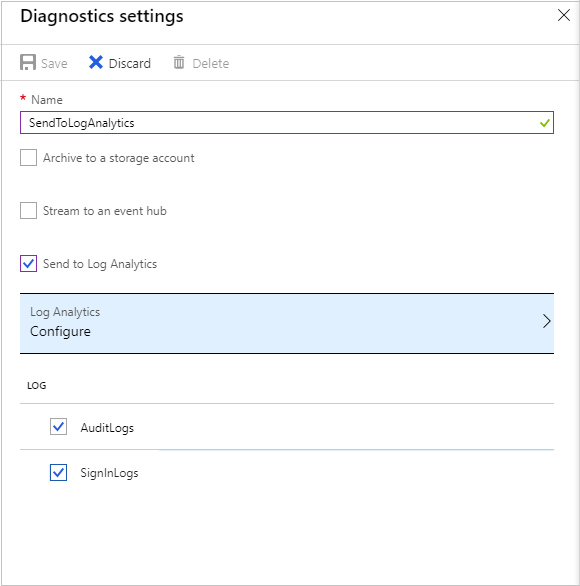 Diagnostics settings
Save Discard Delete
* Name
SendToLogAnalytics
Archive to a storage account
Stream to an event hub
Send to Log Analytics
Log Analytics
Configure
LOG
AuditLogs
SignInLogs